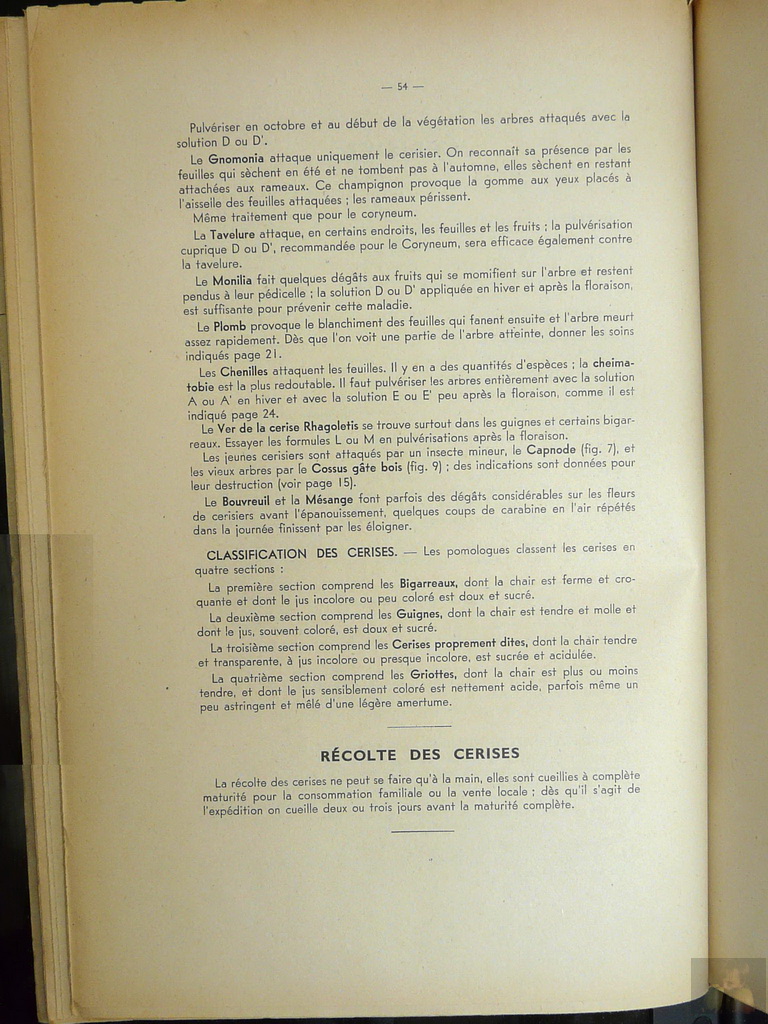 — 54 —
Pulvériser en octobre et au début de la végétation les arbres attaqués avec la
solution D ou D'.
Le Gnomonia attaque uniquement le cerisier. On reconnaît sa présence par les
feuilles qui sèchent en été et ne tombent pas à l'automne, elles sèchent en restant
attachées aux rameaux. Ce champignon provoque la gomme aux yeux placés à
l'aisselle des feuilles attaquées ; les rameaux périssent.
Même traitement que pour le coryneum.
La Tavelure attaque, en certains endroits, les feuilles et les fruits ; la pulvérisation
cuprique D ou D', recommandée pour le Coryneum, sera efficace également contre
la tavelure.
Le Monilia fait quelques dégâts aux fruits qui se momifient sur l'arbre et restent
pendus à leur pédicelle ; la solution D ou D' appliquée en hiver et après la floraison,
est suffisante pour prévenir cette maladie.
Le Plomb provoque le blanchiment des feuilles qui fanent ensuite et l'arbre meurt
assez rapidement. Dès que l'on voit une partie de l'arbre atteinte, donner les soins
indiqués page 21.
Les Chenilles attaquent les feuilles. Il y en a des quantités d'espèces ; la cheima-
tobie est la plus redoutable. Il faut pulvériser les arbres entièrement avec la solution
A ou A' en hiver et avec la solution E ou E' peu après la floraison, comme il est
indiqué page 24.
Le Ver de la cerise Rhagoletis se trouve surtout dans les guignes et certains bigar-
reaux. Essayer les formules L ou M en pulvérisations après la floraison.
Les jeunes cerisiers sont attaqués par un insecte mineur, le Capnode (fig. 7), et
les vieux arbres par le Cossus gâte bois (fig. 9) ; des indications sont données pour
leur destruction (voir page 15).
Le Bouvreuil et la Mésange font parfois des dégâts considérables sur les fleurs
de cerisiers avant l'épanouissement, quelques coups de carabine en l'air répétés
dans la journée finissent par les éloigner.
CLASSIFICATION DES CERISES. — Les pomologues classent les cerises en
quatre sections :
La première section comprend les Bigarreaux, dont la chair est ferme et cro-
quante et dont le jus incolore ou peu coloré est doux et sucré.
La deuxième section comprend les Guignes, dont la chair est tendre et molle et
dont le jus, souvent coloré, est doux et sucré.
La troisième section comprend les Cerises proprement dites, dont la chair tendre
et transparente, à jus incolore ou presque incolore, est sucrée et acidulée.
La quatrième section comprend les Griottes, dont la chair est plus ou moins
tendre, et dont le jus sensiblement coloré est nettement acide, parfois même un
peu astringent et mêlé d'une légère amertume.
RÉCOLTE DES CERISES
La récolte des cerises ne peut se faire qu'à la main, elles sont cueillies à complète
maturité pour la consommation familiale ou la vente locale ; dès qu'il s'agit de
l'expédition on cueille deux ou trois jours avant la maturité complète.